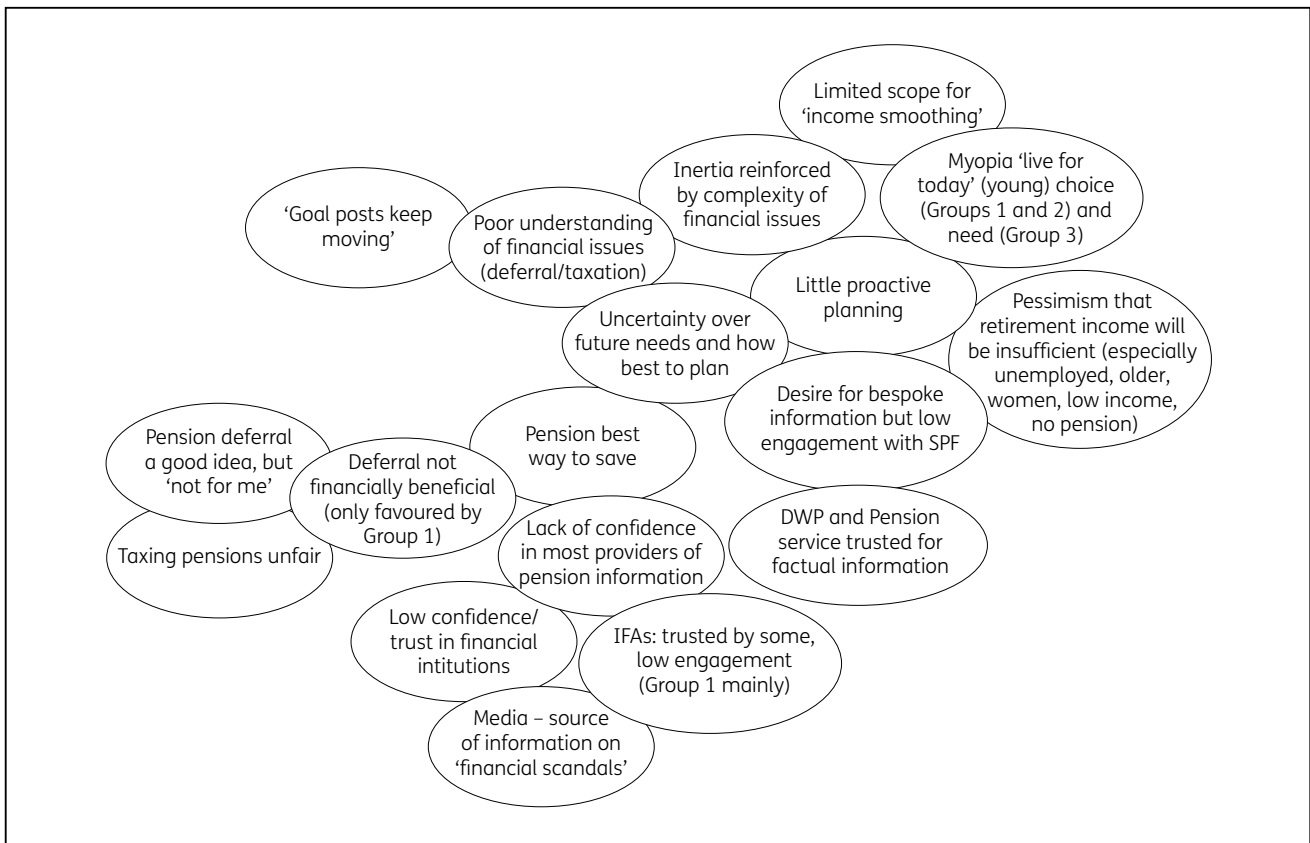 Limited scope for
‘income smoothing’
Myopia ‘live for
today’ (young) choice
(Groups 1 and 2) and
need (Group 3)
Inertia reinforced
by complexity of
financial issues
‘Goal posts keep
moving’
Poor understanding
of financial issues
(deferral/taxation)
Little proactive
planning
Pessimism that
retirement income will
be insufficient (especially
unemployed, older,
women, low income,
no pension)
Uncertainty over
future needs and how
best to plan
Desire for bespoke
information but low
engagement with SPF
Pension best
way to save
Pension deferral
a good idea, but
‘not for me’
Deferral not
financially beneficial
(only favoured by
Group 1)
Taxing pensions unfair
Lack of confidence
in most providers of
pension information
DWP and Pension
service trusted for
factual information
Low confidence/
trust in financial
intitutions
IFAs: trusted by some,
low engagement
(Group 1 mainly)
Media – source
of information on
‘financial scandals’